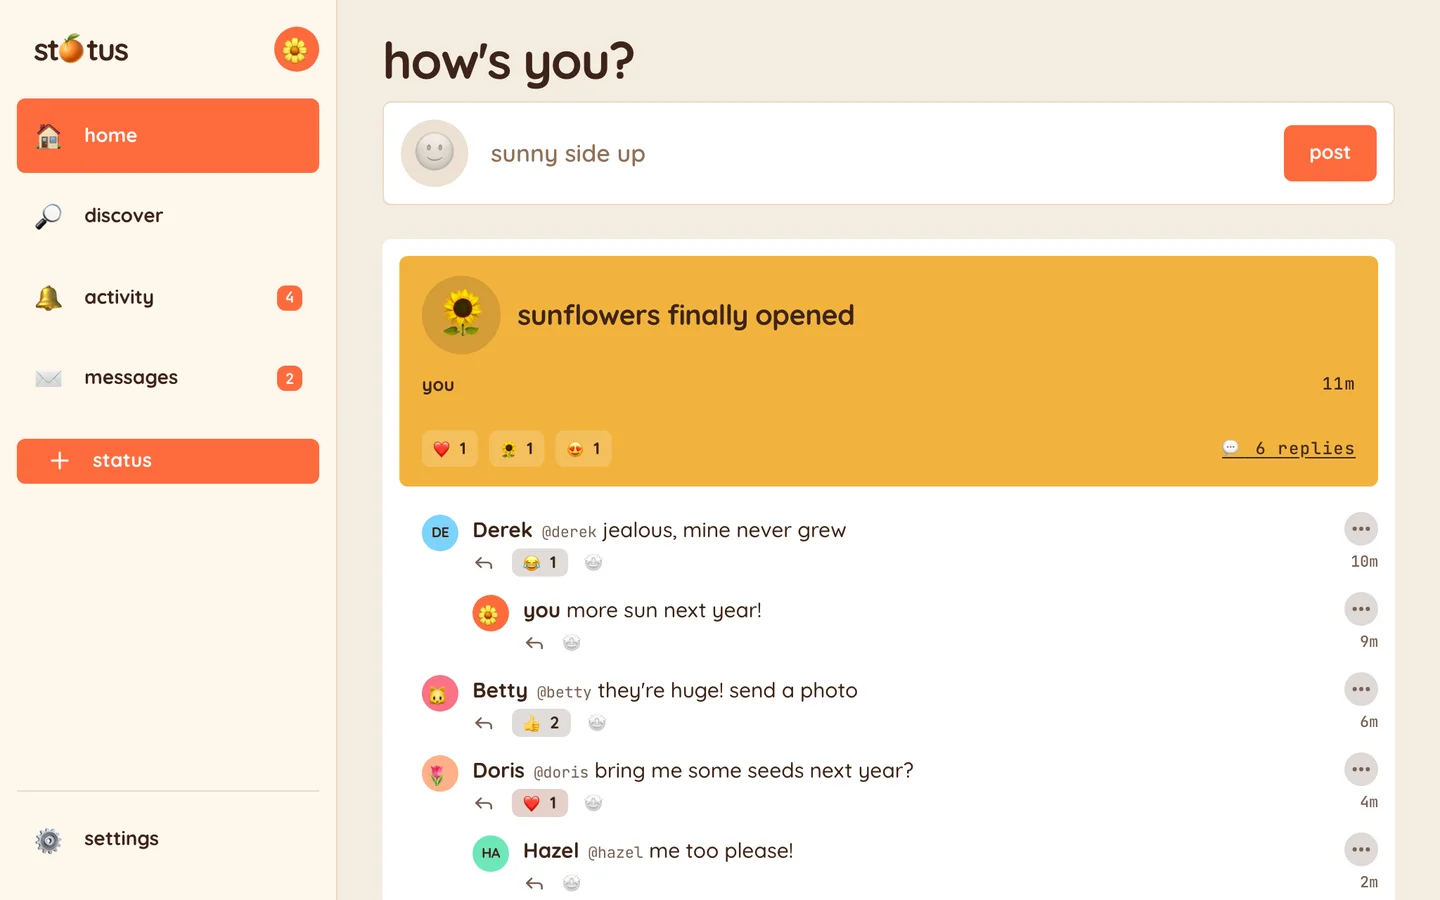 st🍊tus
home
discover
activity 4
messages 2
+ status
settings
how's you?
sunny side up
post
sunflowers finally opened
you
11m
❤️ 1 🌻 1 😍 1
💬 6 replies
DE Derek @derek jealous, mine never grew
😂 1
10m
you more sun next year!
9m
Betty @betty they're huge! send a photo
👍 2
6m
Doris @doris bring me some seeds next year?
❤️ 1
4m
HA Hazel @hazel me too please!
2m